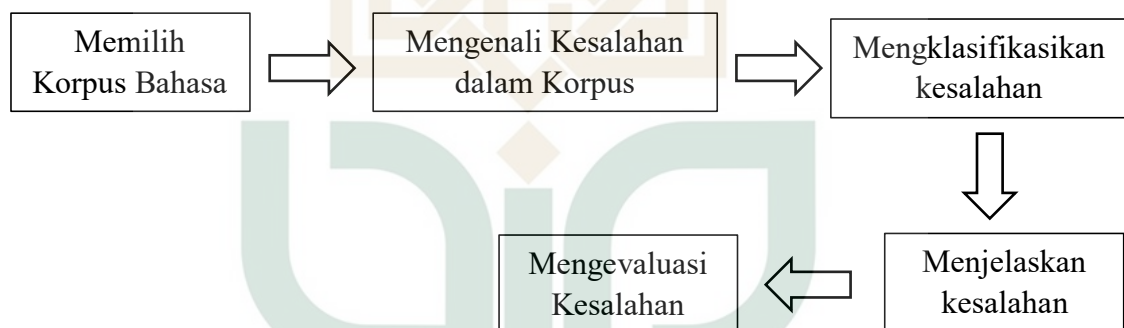 Memilih
Korpus Bahasa
Mengenali Kesalahan
dalam Korpus
Mengklasifikasikan
kesalahan
Menjelaskan
kesalahan
Mengevaluasi
Kesalahan